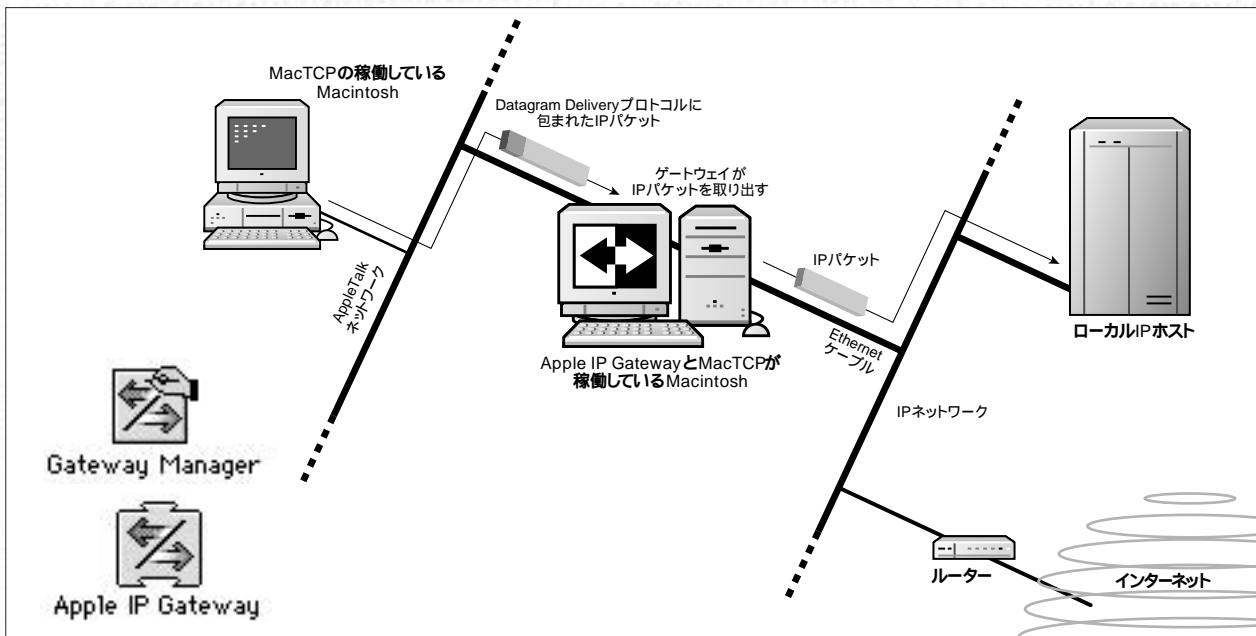 MacTCPの稼働している
Macintosh
Datagram Deliveryプロトコルに
包まれたIPパケット
ゲートウェイが
IPパケットを取り出す
AppleTalk
ネットワーク
IPパケット
Ethernet
ケーブル
ローカルIPホスト
Apple IP GatewayとMacTCPが
稼働しているMacintosh
IPネットワーク
Gateway Manager
Apple IP Gateway
ルーター
インターネット